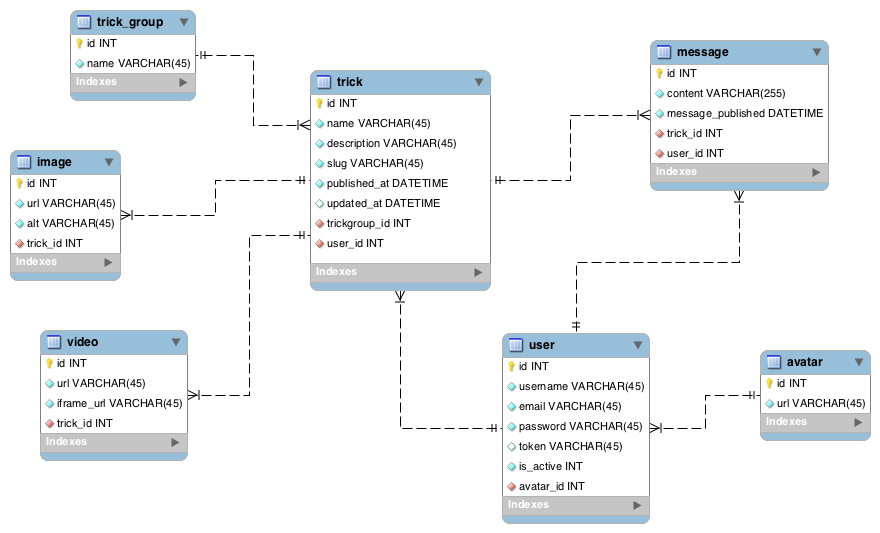 trick_group
id INT
name VARCHAR(45)
Indexes
trick
id INT
name VARCHAR(45)
description VARCHAR(45)
slug VARCHAR(45)
published_at DATETIME
updated_at DATETIME
trickgroup_id INT
user_id INT
Indexes
message
id INT
content VARCHAR(255)
message_published DATETIME
trick_id INT
user_id INT
Indexes
image
id INT
url VARCHAR(45)
alt VARCHAR(45)
trick_id INT
Indexes
video
id INT
url VARCHAR(45)
iframe_url VARCHAR(45)
trick_id INT
Indexes
user
id INT
username VARCHAR(45)
email VARCHAR(45)
password VARCHAR(45)
token VARCHAR(45)
is_active INT
avatar_id INT
Indexes
avatar
id INT
url VARCHAR(45)
Indexes